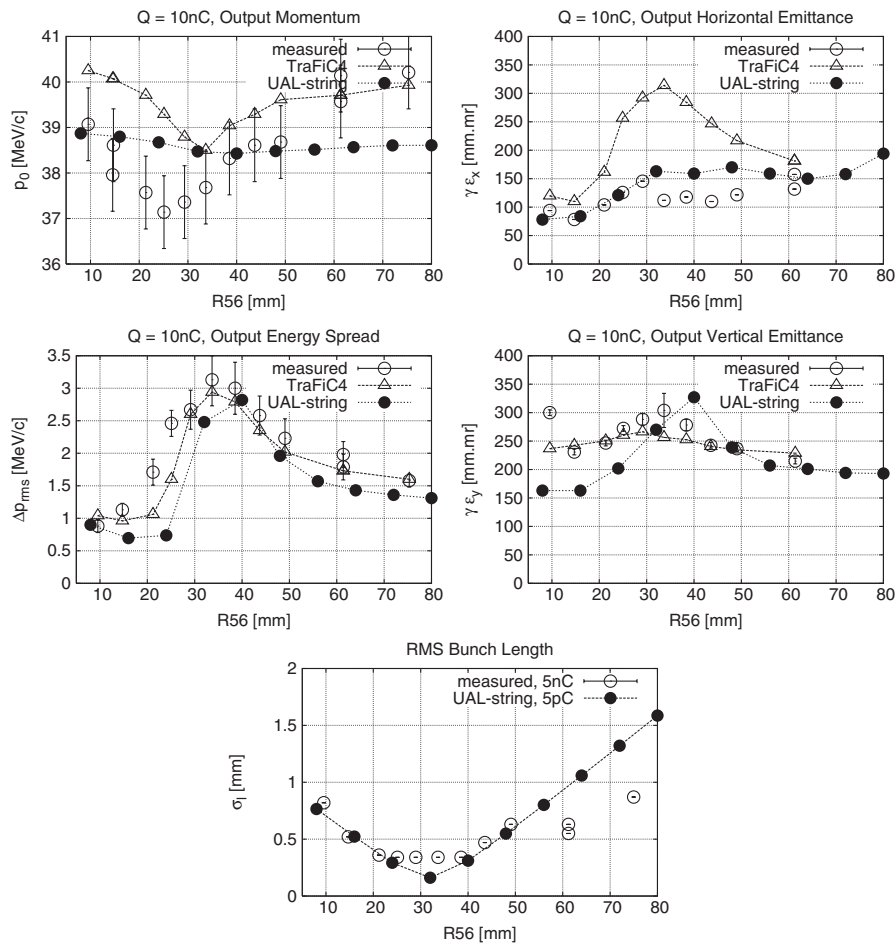 Q = 10nC, Output Momentum
41
40
39
38
37
36
p₀ [MeV/c]
10 20 30 40 50 60 70 80
R56 [mm]
measured
TraFiC4
UAL-string
Q = 10nC, Output Horizontal Emittance
400
350
300
250
200
150
100
50
0
γ εₓ [mm.mr]
0 10 20 30 40 50 60 70 80
R56 [mm]
measured
TraFiC4
UAL-string
Q = 10nC, Output Energy Spread
3.5
3
2.5
2
1.5
1
0.5
0
Δp_rms [MeV/c]
10 20 30 40 50 60 70 80
R56 [mm]
measured
TraFiC4
UAL-string
Q = 10nC, Output Vertical Emittance
400
350
300
250
200
150
100
50
0
γ ε_y [mm.mr]
0 10 20 30 40 50 60 70 80
R56 [mm]
measured
TraFiC4
UAL-string
RMS Bunch Length
2
1.5
1
0.5
0
σ_l [mm]
10 20 30 40 50 60 70 80
R56 [mm]
measured, 5nC
UAL-string, 5pC